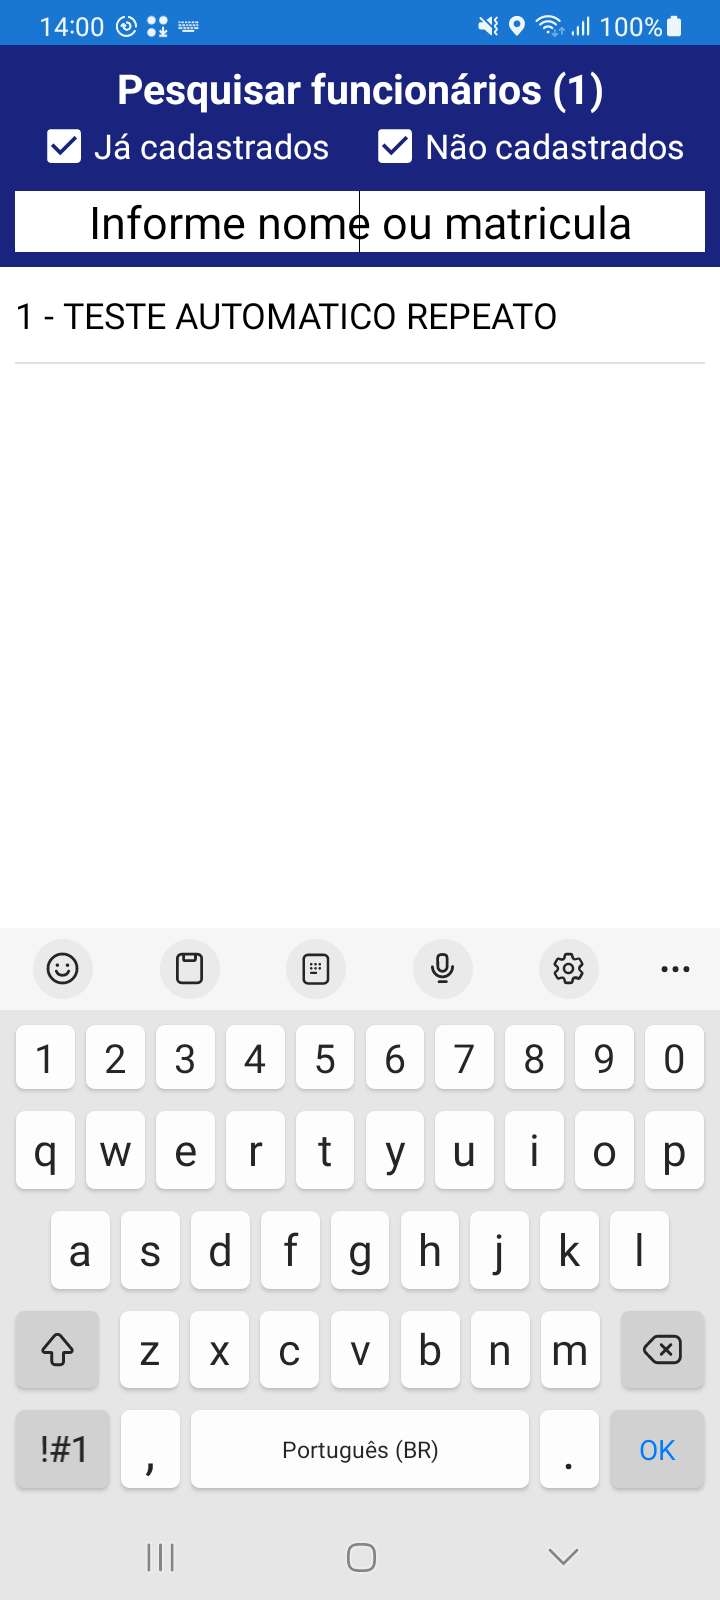 14:00 100%
Pesquisar funcionários (1)
Já cadastrados Não cadastrados
Informe nome ou matricula
1 - TESTE AUTOMATICO REPEATO
1 2 3 4 5 6 7 8 9 0
q w e r t y u i o p
a s d f g h j k l
z x c v b n m
!#1 , Português (BR) . OK